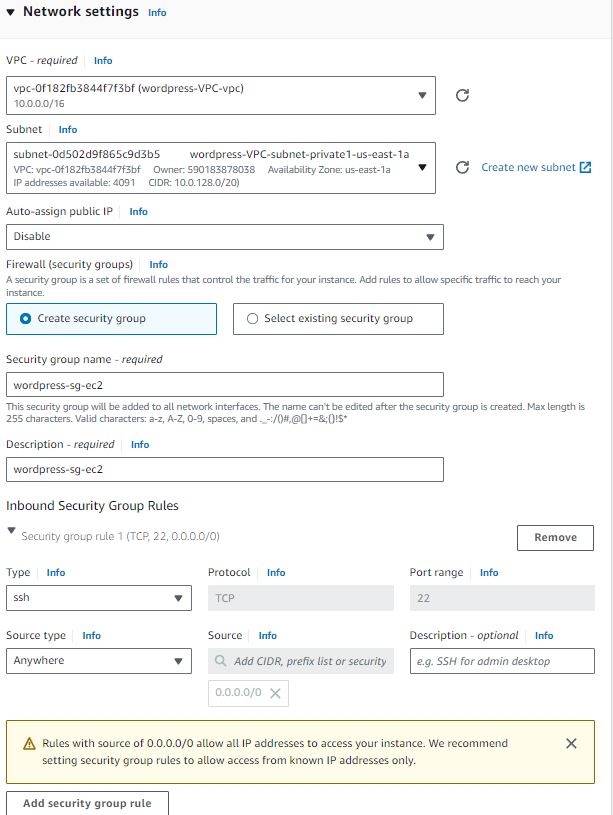 Network settings Info
VPC - required Info
vpc-0f182fb3844f7f3bf (wordpress-VPC-vpc)
10.0.0.0/16
Subnet Info
subnet-0d502d9f865c9d3b5 wordpress-VPC-subnet-private1-us-east-1a
VPC: vpc-0f182fb3844f7f3bf Owner: 590183878038 Availability Zone: us-east-1a
IP addresses available: 4091 CIDR: 10.0.128.0/20)
Create new subnet
Auto-assign public IP Info
Disable
Firewall (security groups) Info
A security group is a set of firewall rules that control the traffic for your instance. Add rules to allow specific traffic to reach your
instance.
Create security group Select existing security group
Security group name - required
wordpress-sg-ec2
This security group will be added to all network interfaces. The name can't be edited after the security group is created. Max length is
255 characters. Valid characters: a-z, A-Z, 0-9, spaces, and ._-:/()#,@[]+=&;{}!$*
Description - required Info
wordpress-sg-ec2
Inbound Security Group Rules
Security group rule 1 (TCP, 22, 0.0.0.0/0) Remove
Type Info Protocol Info Port range Info
ssh TCP 22
Source type Info Source Info Description - optional Info
Anywhere Add CIDR, prefix list or security e.g. SSH for admin desktop
0.0.0.0/0
Rules with source of 0.0.0.0/0 allow all IP addresses to access your instance. We recommend
setting security group rules to allow access from known IP addresses only.
Add security group rule